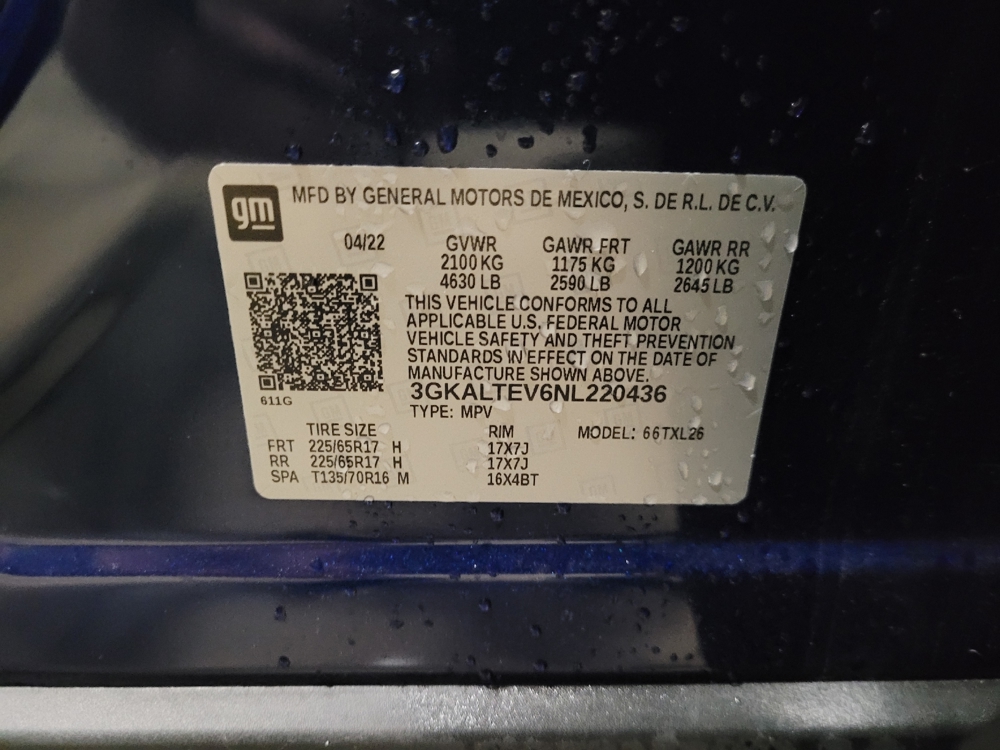 gm
MFD BY GENERAL MOTORS DE MEXICO, S. DE R.L. DE C.V.
04/22 GVWR GAWR FRT GAWR RR
2100 KG 1175 KG 1200 KG
4630 LB 2590 LB 2645 LB
THIS VEHICLE CONFORMS TO ALL
APPLICABLE U.S. FEDERAL MOTOR
VEHICLE SAFETY AND THEFT PREVENTION
STANDARDS IN EFFECT ON THE DATE OF
MANUFACTURE SHOWN ABOVE.
3GKALTEV6NL220436
611G
TYPE: MPV
TIRE SIZE RIM MODEL: 66TXL26
FRT 225/65R17 H 17X7J
RR 225/65R17 H 17X7J
SPA T135/70R16 M 16X4BT